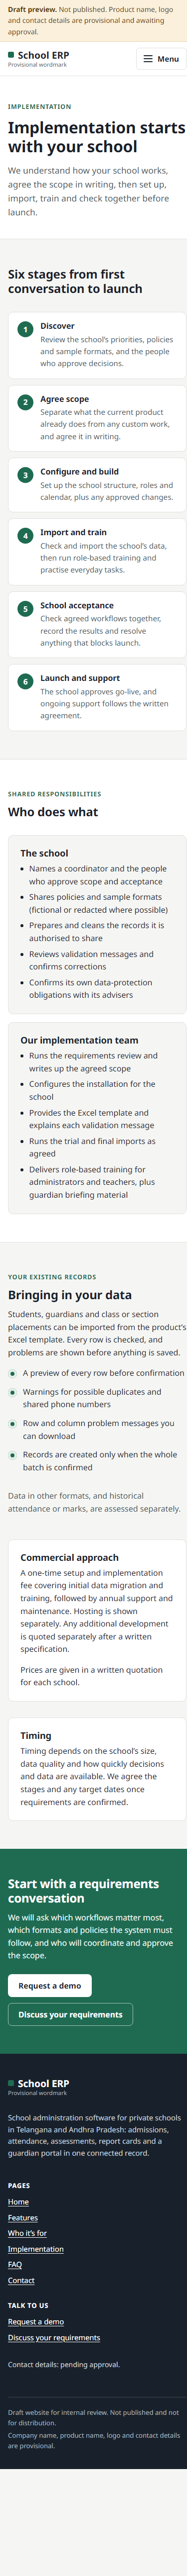 Draft preview. Not published. Product name, logo
and contact details are provisional and awaiting
approval.
School ERP
Provisional wordmark
Menu
IMPLEMENTATION
Implementation starts
with your school
We understand how your school works,
agree the scope in writing, then set up,
import, train and check together before
launch.
Six stages from first
conversation to launch
1
Discover
Review the school's priorities, policies
and sample formats, and the people
who approve decisions.
2
Agree scope
Separate what the current product
already does from any custom work,
and agree it in writing.
3
Configure and build
Set up the school structure, roles and
calendar, plus any approved changes.
4
Import and train
Check and import the school's data,
then run role-based training and
practise everyday tasks.
5
School acceptance
Check agreed workflows together,
record the results and resolve
anything that blocks launch.
6
Launch and support
The school approves go-live, and
ongoing support follows the written
agreement.
SHARED RESPONSIBILITIES
Who does what
The school
• Names a coordinator and the people
who approve scope and acceptance
• Shares policies and sample formats
(fictional or redacted where possible)
• Prepares and cleans the records it is
authorised to share
• Reviews validation messages and
confirms corrections
• Confirms its own data-protection
obligations with its advisers
Our implementation team
• Runs the requirements review and
writes up the agreed scope
• Configures the installation for the
school
• Provides the Excel template and
explains each validation message
• Runs the trial and final imports as
agreed
• Delivers role-based training for
administrators and teachers, plus
guardian briefing material
YOUR EXISTING RECORDS
Bringing in your data
Students, guardians and class or section
placements can be imported from the product's
Excel template. Every row is checked, and
problems are shown before anything is saved.
A preview of every row before confirmation
Warnings for possible duplicates and
shared phone numbers
Row and column problem messages you
can download
Records are created only when the whole
batch is confirmed
Data in other formats, and historical
attendance or marks, are assessed separately.
Commercial approach
A one-time setup and implementation
fee covering initial data migration and
training, followed by annual support and
maintenance. Hosting is shown
separately. Any additional development
is quoted separately after a written
specification.
Prices are given in a written quotation
for each school.
Timing
Timing depends on the school's size,
data quality and how quickly decisions
and data are available. We agree the
stages and any target dates once
requirements are confirmed.
Start with a requirements
conversation
We will ask which workflows matter most,
which formats and policies the system must
follow, and who will coordinate and approve
the scope.
Request a demo
Discuss your requirements
School ERP
Provisional wordmark
School administration software for private schools
in Telangana and Andhra Pradesh: admissions,
attendance, assessments, report cards and a
guardian portal in one connected record.
PAGES
Home
Features
Who it's for
Implementation
FAQ
Contact
TALK TO US
Request a demo
Discuss your requirements
Contact details: pending approval.
Draft website for internal review. Not published and not
for distribution.
Company name, product name, logo and contact details
are provisional.